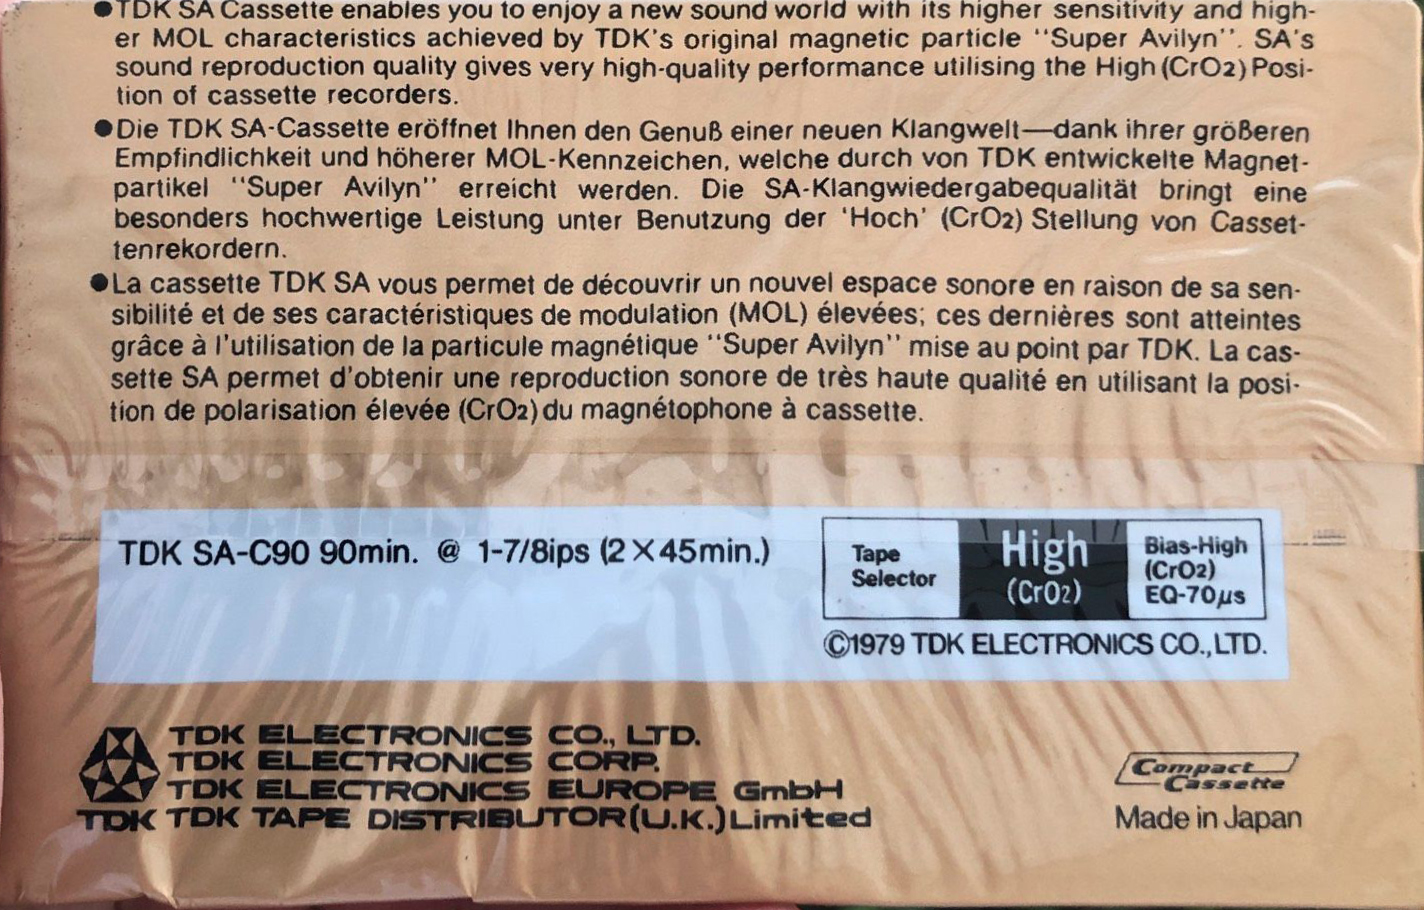 ●TDK SA Cassette enables you to enjoy a new sound world with its higher sensitivity and high-
er MOL characteristics achieved by TDK's original magnetic particle "Super Avilyn". SA's
sound reproduction quality gives very high-quality performance utilising the High (CrO2) Posi-
tion of cassette recorders.
●Die TDK SA-Cassette eröffnet Ihnen den Genuß einer neuen Klangwelt—dank ihrer größeren
Empfindlichkeit und höherer MOL-Kennzeichen, welche durch von TDK entwickelte Magnet-
partikel "Super Avilyn" erreicht werden. Die SA-Klangwiedergabequalität bringt eine
besonders hochwertige Leistung unter Benutzung der 'Hoch' (CrO2) Stellung von Casset-
tenrekordern.
●La cassette TDK SA vous permet de découvrir un nouvel espace sonore en raison de sa sen-
sibilité et de ses caractéristiques de modulation (MOL) élevées; ces dernières sont atteintes
grâce à l'utilisation de la particule magnétique "Super Avilyn" mise au point par TDK. La cas-
sette SA permet d'obtenir une reproduction sonore de très haute qualité en utilisant la posi-
tion de polarisation élevée (CrO2) du magnétophone à cassette.
TDK SA-C90 90min. @ 1-7/8ips (2×45min.)
Tape
Selector
High
(CrO2)
Bias-High
(CrO2)
EQ-70μs
©1979 TDK ELECTRONICS CO., LTD.
TDK ELECTRONICS CO., LTD.
TDK ELECTRONICS CORP.
TDK ELECTRONICS EUROPE GmbH
TDK TDK TAPE DISTRIBUTOR (U.K.) Limited
Compact
Cassette
Made in Japan